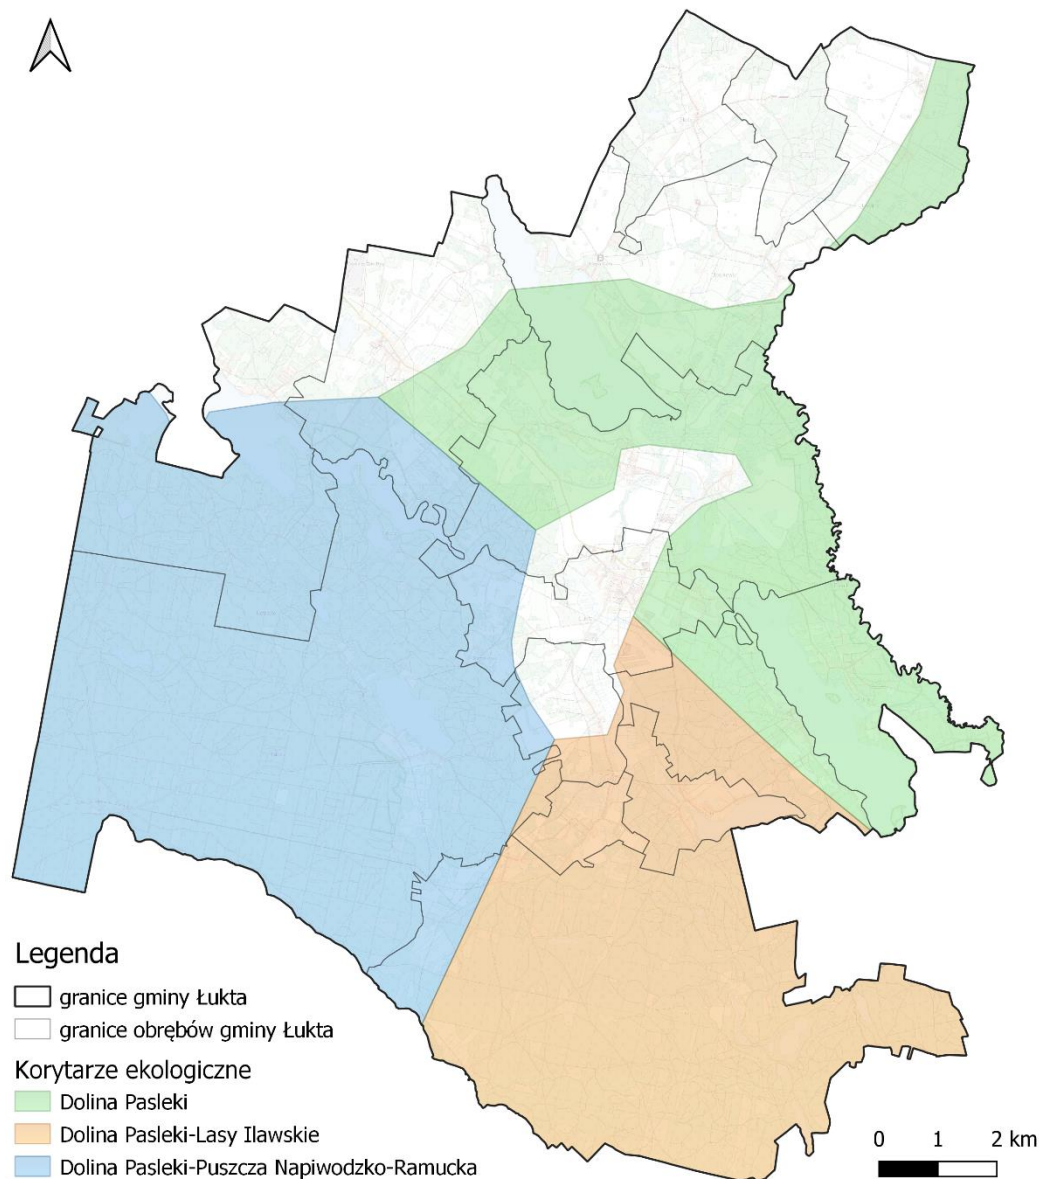 Legenda
granice gminy Łukta
granice obrębów gminy Łukta
Korytarze ekologiczne
Dolina Pasleki
Dolina Pasleki-Lasy Ilawskie
Dolina Pasleki-Puszcza Napiwodzko-Ramucka
0 1 2 km